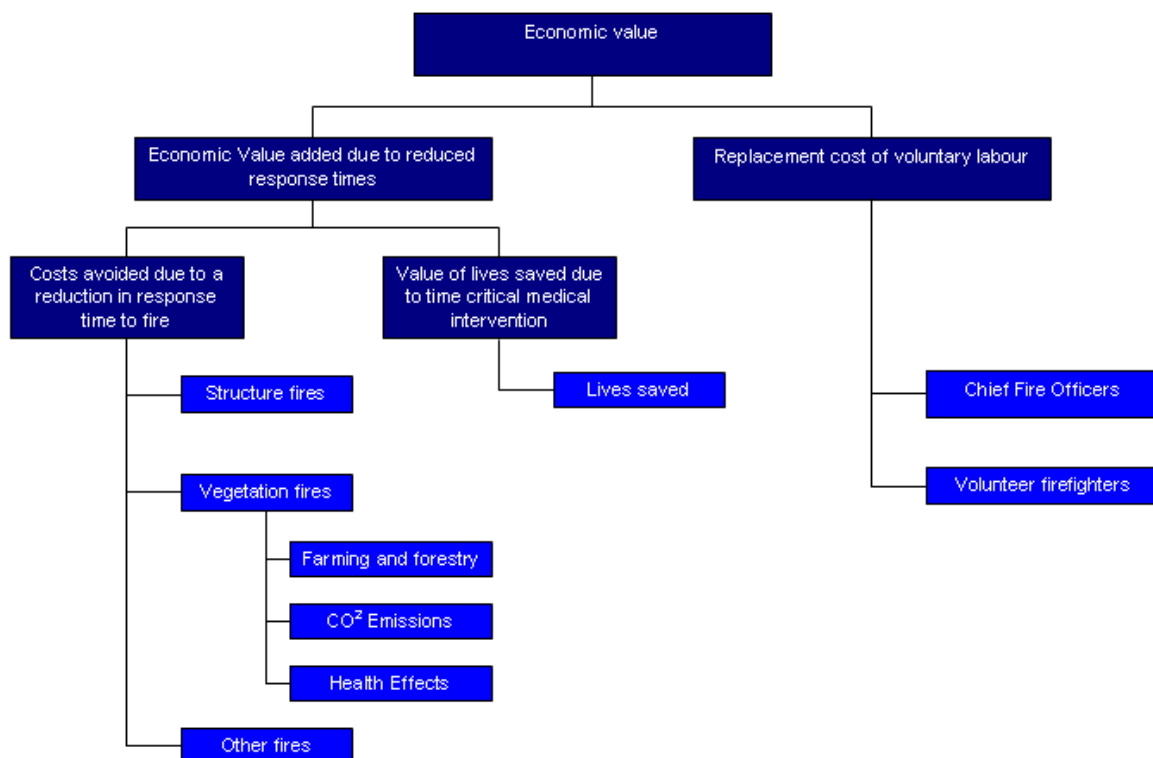 Economic value
Economic Value added due to reduced
response times
Replacement cost of voluntary labour
Costs avoided due to a
reduction in response
time to fire
Value of lives saved due
to time critical medical
intervention
Structure fires
Lives saved
Chief Fire Officers
Vegetation fires
Volunteer firefighters
Farming and forestry
CO² Emissions
Health Effects
Other fires